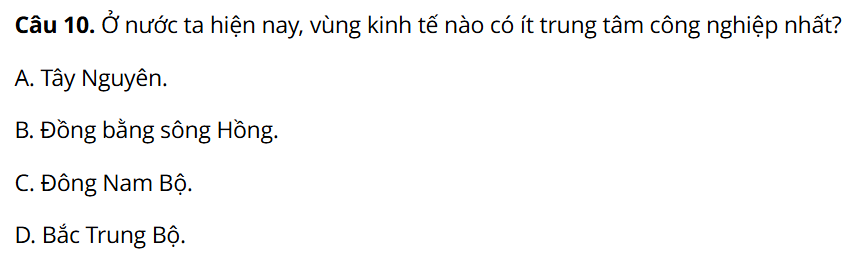 Câu 10. Ở nước ta hiện nay, vùng kinh tế nào có ít trung tâm công nghiệp nhất?
A. Tây Nguyên.
B. Đồng bằng sông Hồng.
C. Đông Nam Bộ.
D. Bắc Trung Bộ.